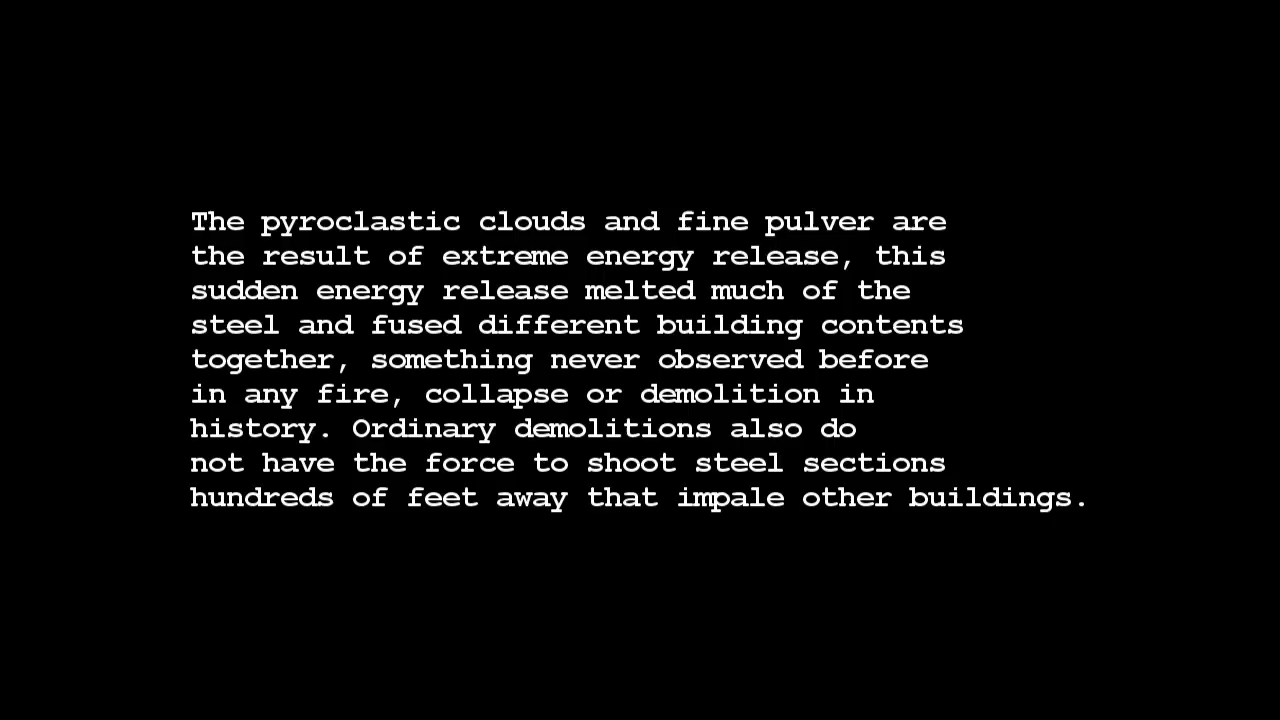 The pyroclastic clouds and fine pulver are
the result of extreme energy release, this
sudden energy release melted much of the
steel and fused different building contents
together, something never observed before
in any fire, collapse or demolition in
history. Ordinary demolitions also do
not have the force to shoot steel sections
hundreds of feet away that impale other buildings.